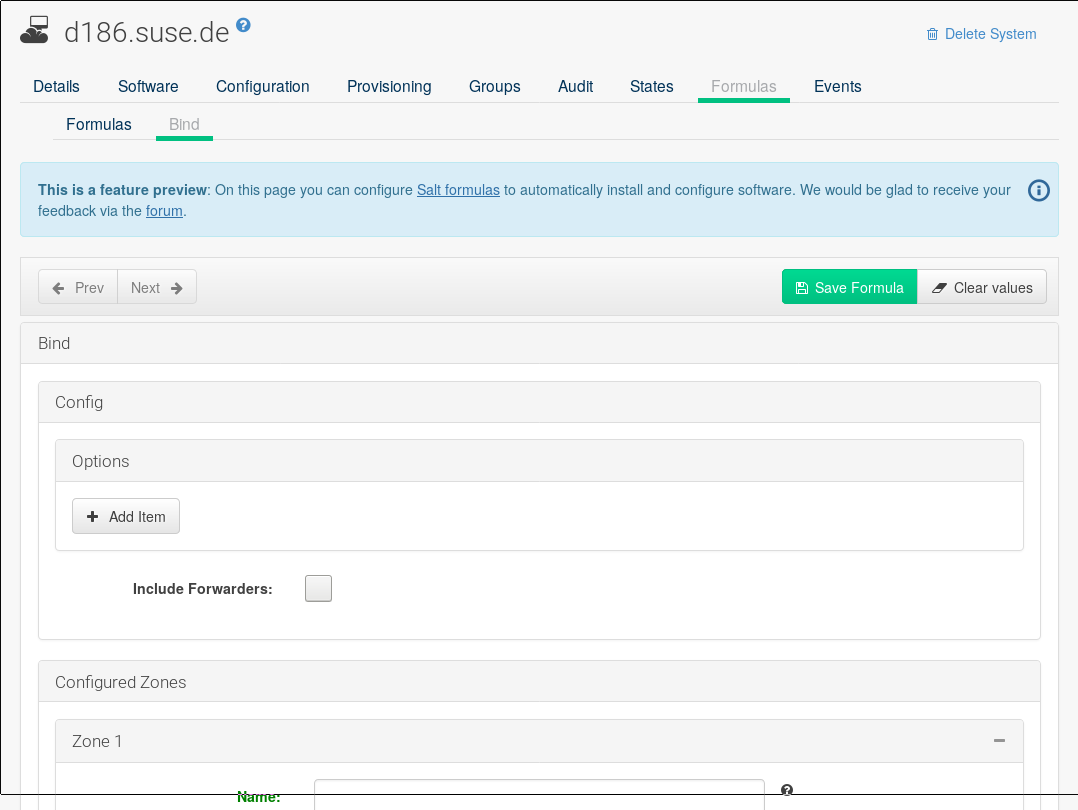 d186.suse.de
Delete System
Details Software Configuration Provisioning Groups Audit States Formulas Events
Formulas Bind
This is a feature preview: On this page you can configure Salt formulas to automatically install and configure software. We would be glad to receive your
feedback via the forum.
Prev Next Save Formula Clear values
Bind
Config
Options
+ Add Item
Include Forwarders:
Configured Zones
Zone 1
Name: